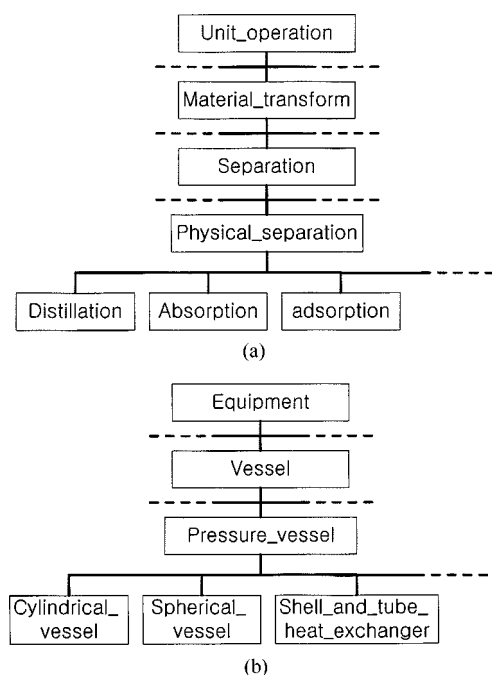 Unit_operation
Material_transform
Separation
Physical_separation
Distillation
Absorption
adsorption
(a)
Equipment
Vessel
Pressure_vessel
Cylindrical_
vessel
Spherical_
vessel
Shell_and_tube_
heat_exchanger
(b)